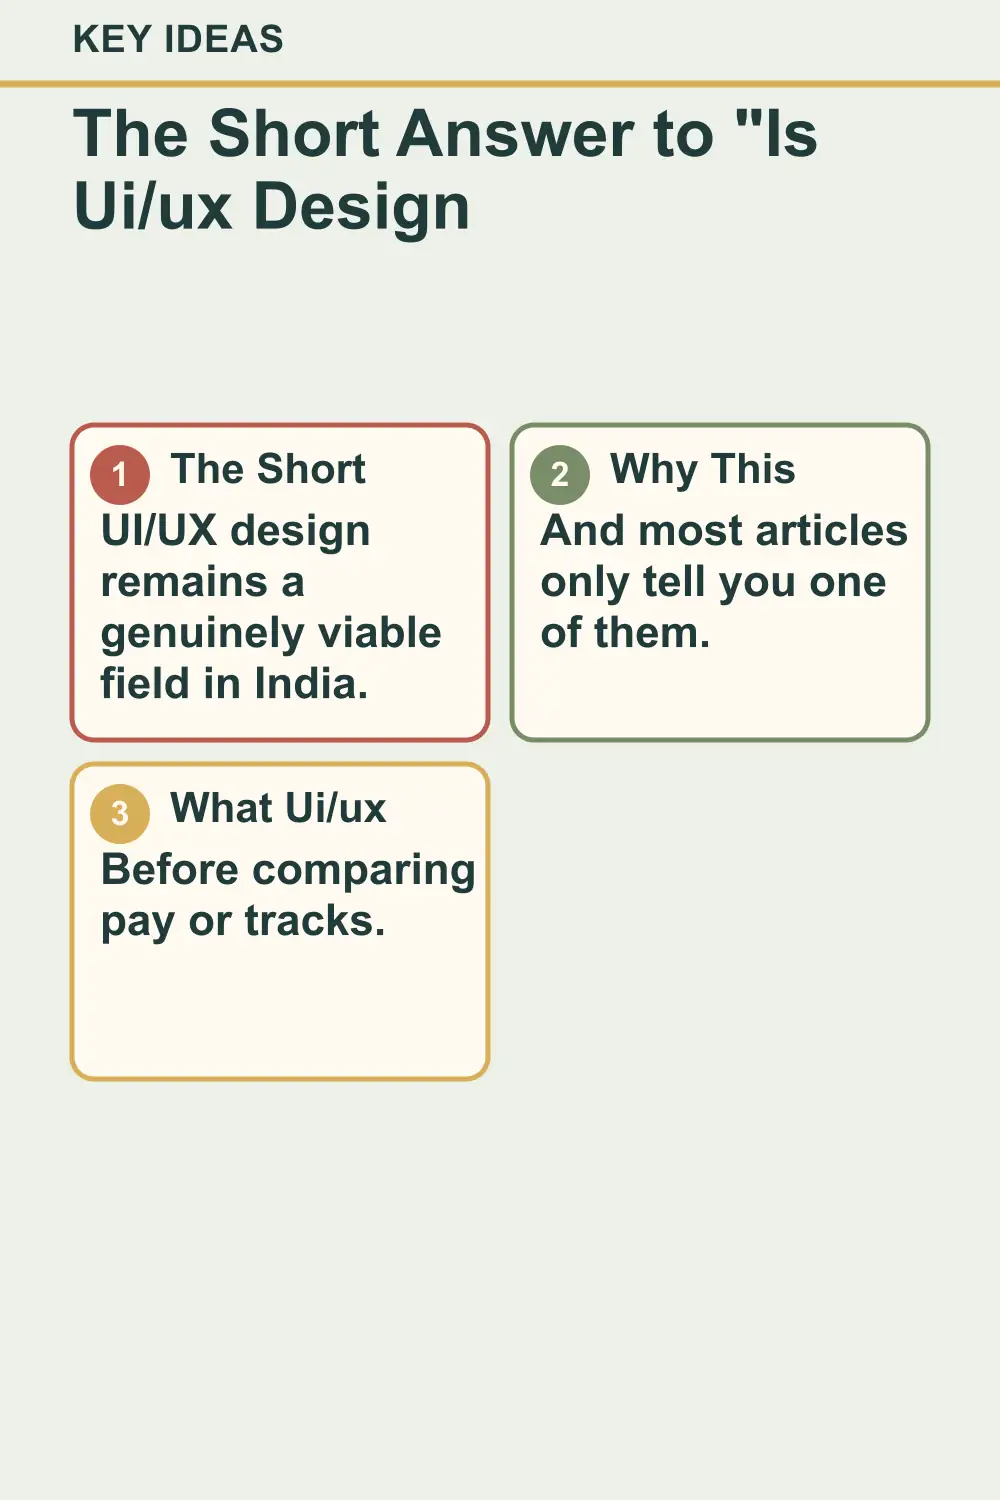 KEY IDEAS
The Short Answer to "Is
Ui/ux Design
1 The Short
UI/UX design
remains a
genuinely viable
field in India.
2 Why This
And most articles
only tell you one
of them.
3 What Ui/ux
Before comparing
pay or tracks.